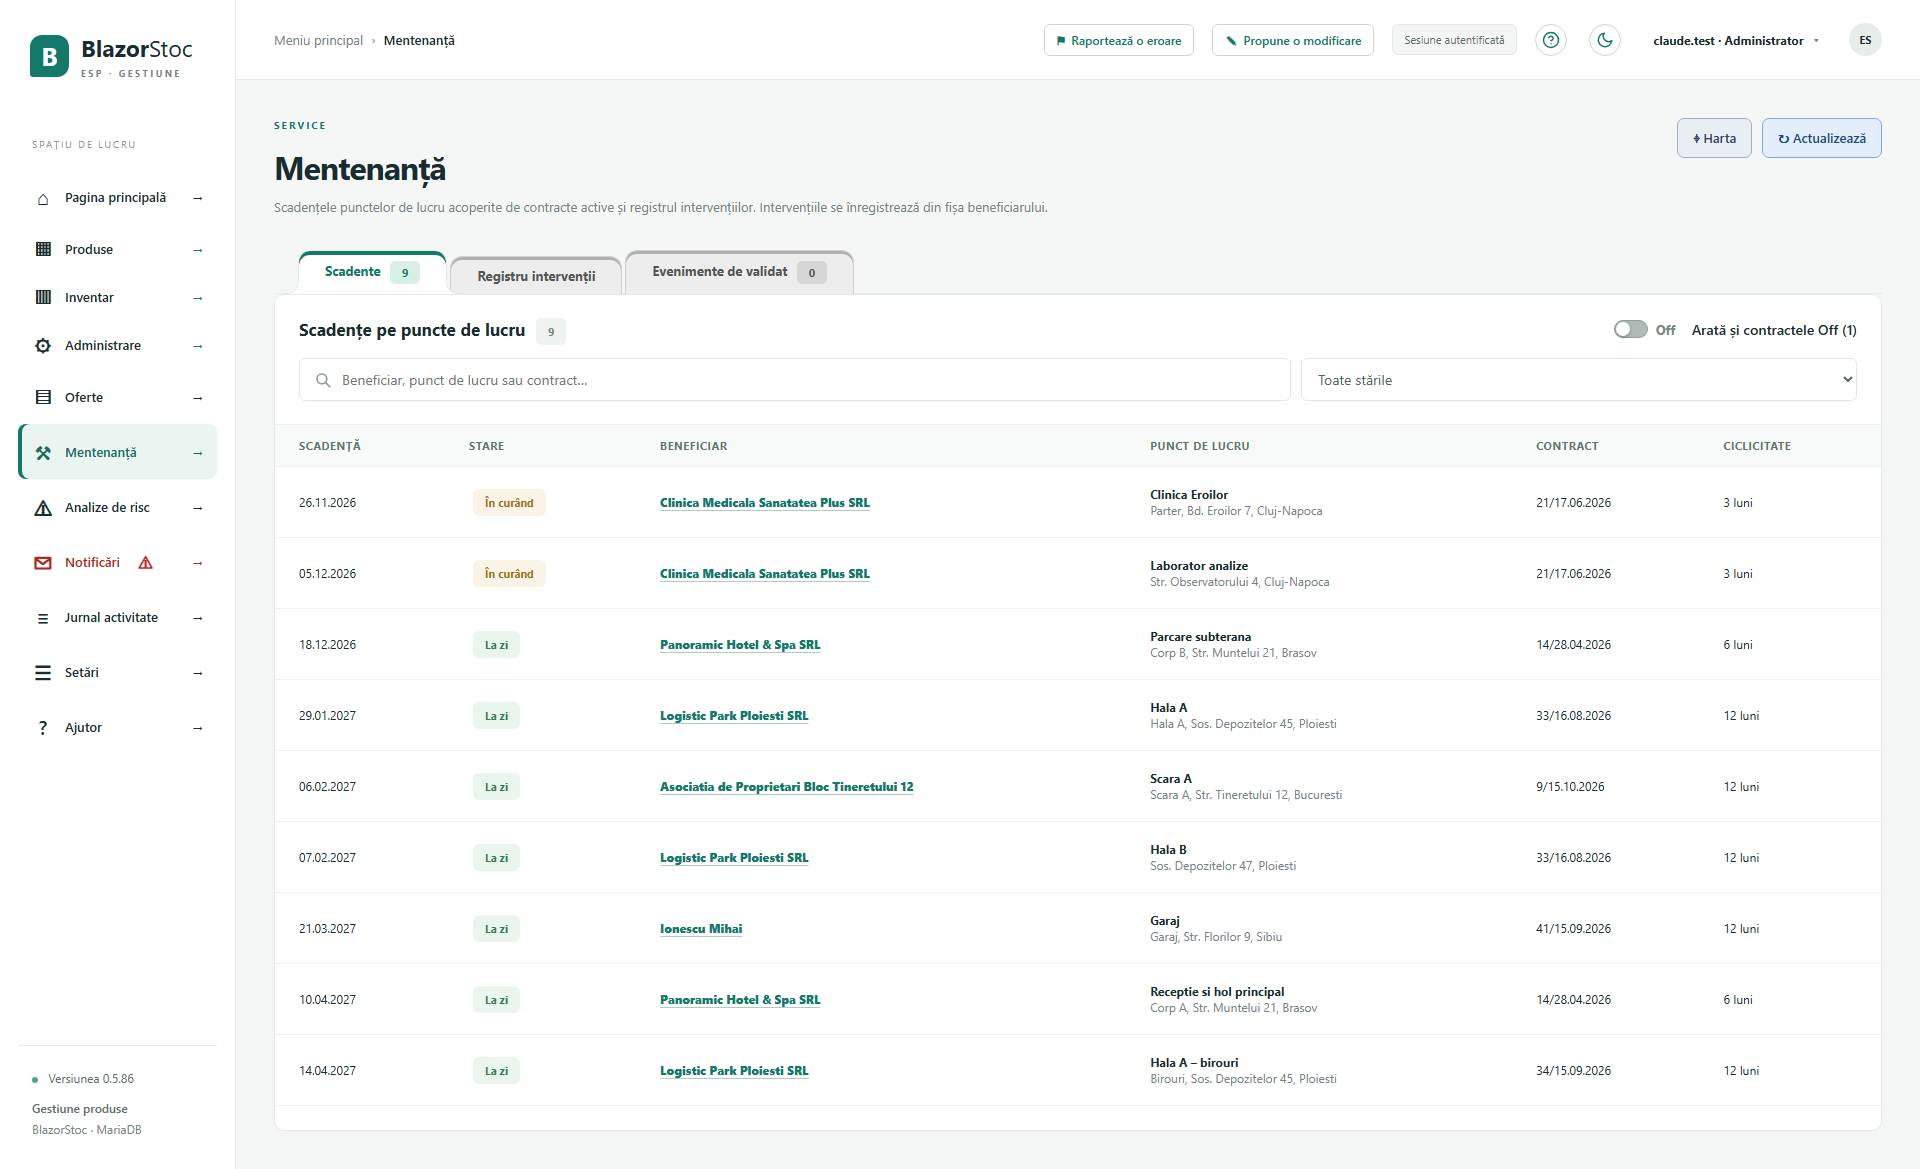 B BlazorStoc
ESP · GESTIUNE
SPAȚIU DE LUCRU
Pagina principală →
Produse →
Inventar →
Administrare →
Oferte →
Mentenanță →
Analize de risc →
Notificări →
Jurnal activitate →
Setări →
? Ajutor →
Versiunea 0.5.86
Gestiune produse
BlazorStoc · MariaDB
Meniu principal › Mentenanță
Raportează o eroare
Propune o modificare
Sesiune autentificată
?
claude.test · Administrator
ES
SERVICE
Mentenanță
Scadențele punctelor de lucru acoperite de contracte active și registrul intervențiilor. Intervențiile se înregistrează din fișa beneficiarului.
Harta
↻ Actualizează
Scadente 9
Registru intervenții
Evenimente de validat 0
Scadențe pe puncte de lucru 9
Off Arată și contractele Off (1)
Beneficiar, punct de lucru sau contract...
Toate stările
SCADENȚĂ STARE BENEFICIAR PUNCT DE LUCRU CONTRACT CICLICITATE
26.11.2026 În curând Clinica Medicala Sanatatea Plus SRL Clinica Eroilor 21/17.06.2026 3 luni
Parter, Bd. Eroilor 7, Cluj-Napoca
05.12.2026 În curând Clinica Medicala Sanatatea Plus SRL Laborator analize 21/17.06.2026 3 luni
Str. Observatorului 4, Cluj-Napoca
18.12.2026 La zi Panoramic Hotel & Spa SRL Parcare subterana 14/28.04.2026 6 luni
Corp B, Str. Muntelui 21, Brasov
29.01.2027 La zi Logistic Park Ploiesti SRL Hala A 33/16.08.2026 12 luni
Hala A, Sos. Depozitelor 45, Ploiesti
06.02.2027 La zi Asociatia de Proprietari Bloc Tineretului 12 Scara A 9/15.10.2026 12 luni
Scara A, Str. Tineretului 12, Bucuresti
07.02.2027 La zi Logistic Park Ploiesti SRL Hala B 33/16.08.2026 12 luni
Sos. Depozitelor 47, Ploiesti
21.03.2027 La zi Ionescu Mihai Garaj 41/15.09.2026 12 luni
Garaj, Str. Florilor 9, Sibiu
10.04.2027 La zi Panoramic Hotel & Spa SRL Receptie si hol principal 14/28.04.2026 6 luni
Corp A, Str. Muntelui 21, Brasov
14.04.2027 La zi Logistic Park Ploiesti SRL Hala A – birouri 34/15.09.2026 12 luni
Birouri, Sos. Depozitelor 45, Ploiesti